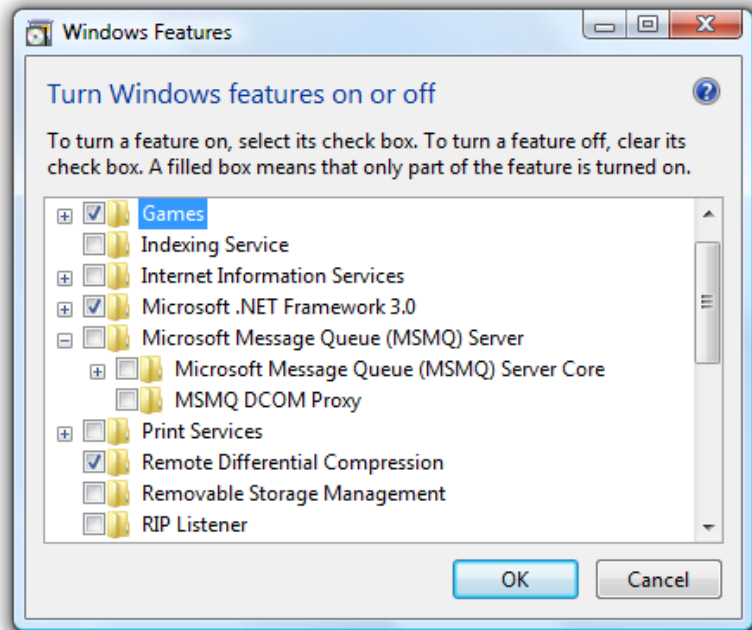 Windows Features
Turn Windows features on or off
To turn a feature on, select its check box. To turn a feature off, clear its
check box. A filled box means that only part of the feature is turned on.
Games
Indexing Service
Internet Information Services
Microsoft .NET Framework 3.0
Microsoft Message Queue (MSMQ) Server
Microsoft Message Queue (MSMQ) Server Core
MSMQ DCOM Proxy
Print Services
Remote Differential Compression
Removable Storage Management
RIP Listener
OK Cancel